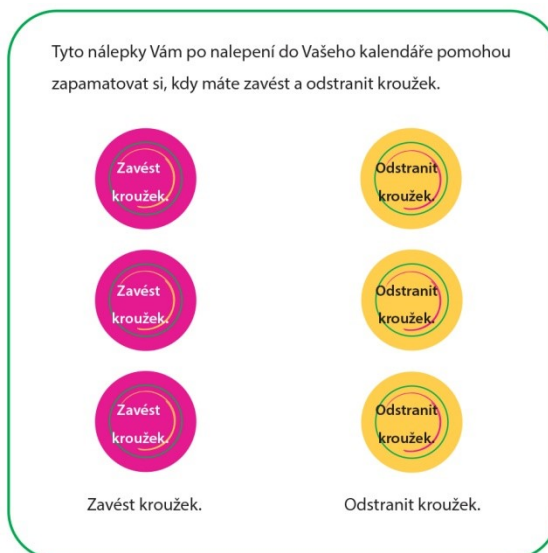 Tyto nálepky Vám po nalepení do Vašeho kalendáře pomohou
zapamatovat si, kdy máte zavést a odstranit kroužek.
Zavést
kroužek.
Odstranit
kroužek.
Zavést
kroužek.
Odstranit
kroužek.
Zavést
kroužek.
Odstranit
kroužek.
Zavést kroužek.
Odstranit kroužek.